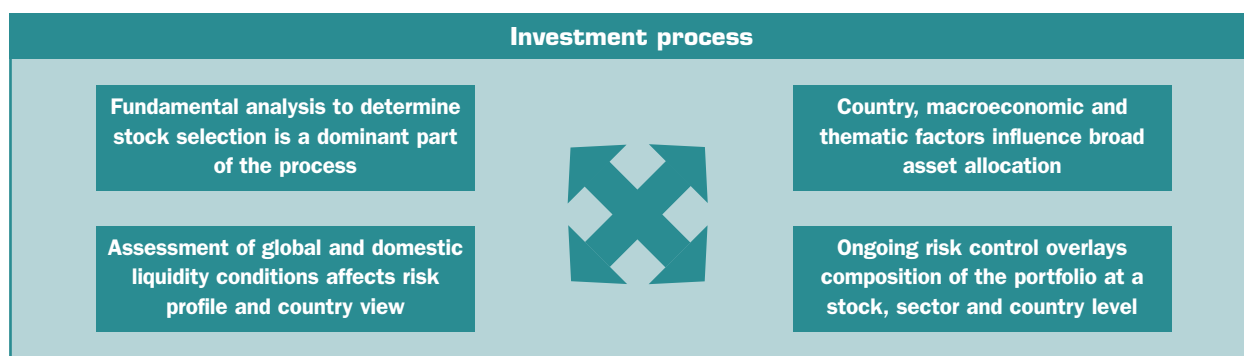 Investment process
Fundamental analysis to determine
stock selection is a dominant part
of the process
Country, macroeconomic and
thematic factors influence broad
asset allocation
Assessment of global and domestic
liquidity conditions affects risk
profile and country view
Ongoing risk control overlays
composition of the portfolio at a
stock, sector and country level